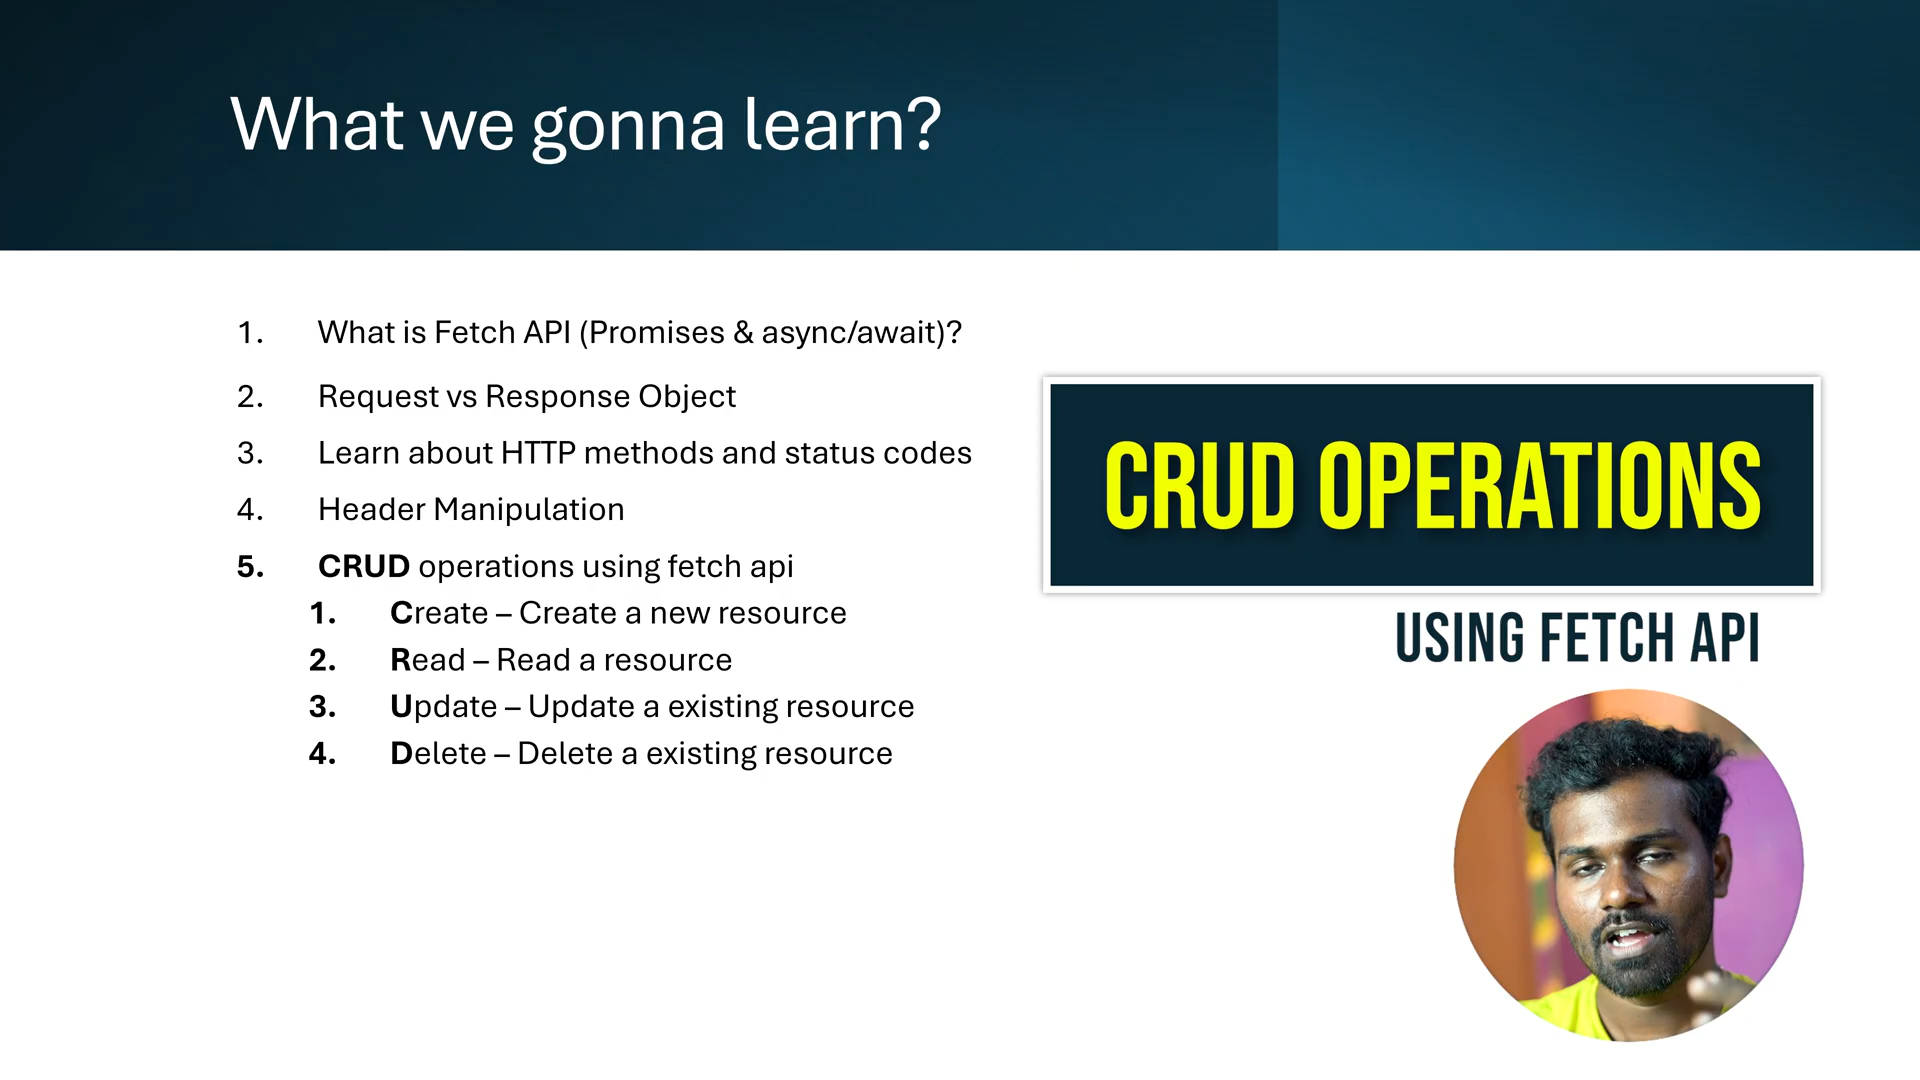 What we gonna learn?
1. What is Fetch API (Promises & async/await)?
2. Request vs Response Object
3. Learn about HTTP methods and status codes
4. Header Manipulation
5. CRUD operations using fetch api
1. Create – Create a new resource
2. Read – Read a resource
3. Update – Update a existing resource
4. Delete – Delete a existing resource
CRUD OPERATIONS
USING FETCH API